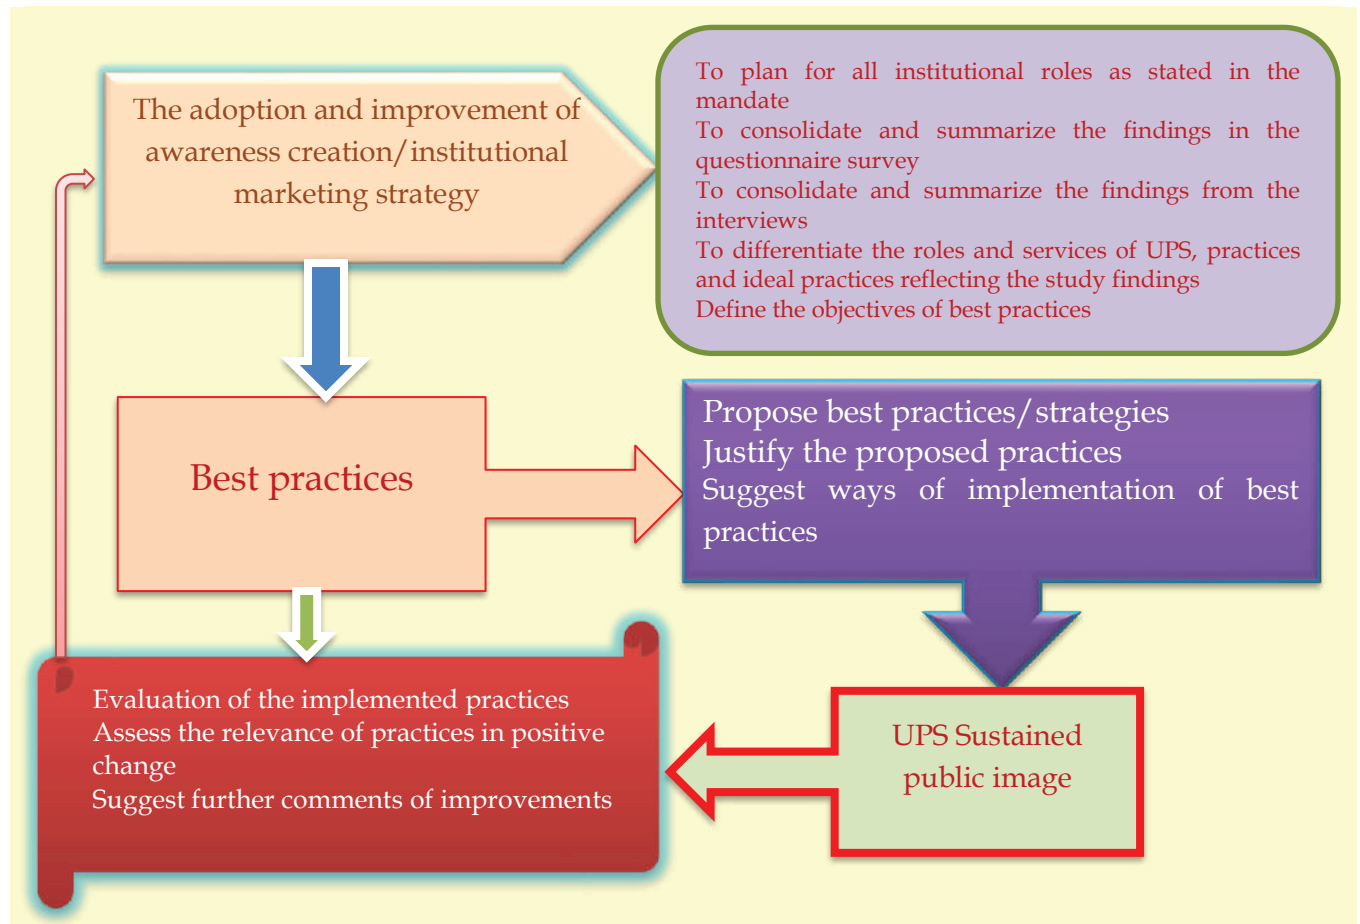 The adoption and improvement of
awareness creation/institutional
marketing strategy
To plan for all institutional roles as stated in the
mandate
To consolidate and summarize the findings in the
questionnaire survey
To consolidate and summarize the findings from the
interviews
To differentiate the roles and services of UPS, practices
and ideal practices reflecting the study findings
Define the objectives of best practices
Best practices
Propose best practices/strategies
Justify the proposed practices
Suggest ways of implementation of best
practices
Evaluation of the implemented practices
Assess the relevance of practices in positive
change
Suggest further comments of improvements
UPS Sustained
public image